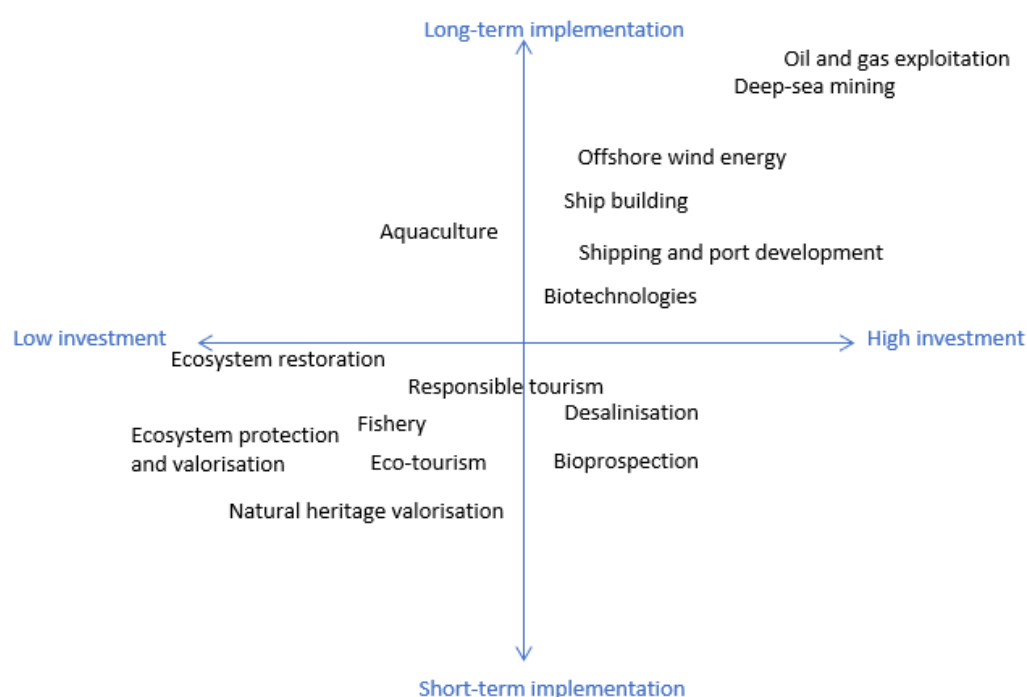 Long-term implementation
Oil and gas exploitation
Deep-sea mining
Offshore wind energy
Ship building
Aquaculture
Shipping and port development
Biotechnologies
Low investment
High investment
Ecosystem restoration
Responsible tourism
Desalinisation
Fishery
Ecosystem protection
and valorisation
Eco-tourism
Bioprospection
Natural heritage valorisation
Short-term implementation